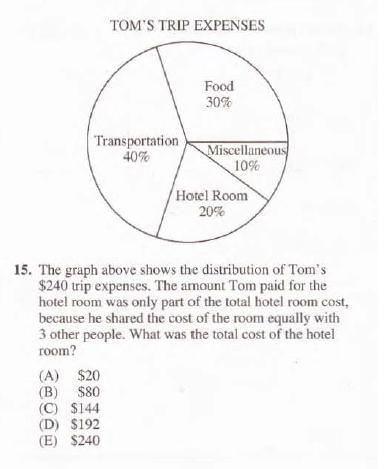 TOM'S TRIP EXPENSES
Food
30%
Transportation
40%
Miscellaneous
10%
Hotel Room
20%
15. The graph above shows the distribution of Tom's
$240 trip expenses. The amount Tom paid for the
hotel room was only part of the total hotel room cost,
because he shared the cost of the room equally with
3 other people. What was the total cost of the hotel
room?
(A) $20
(B) $80
(C) $144
(D) $192
(E) $240